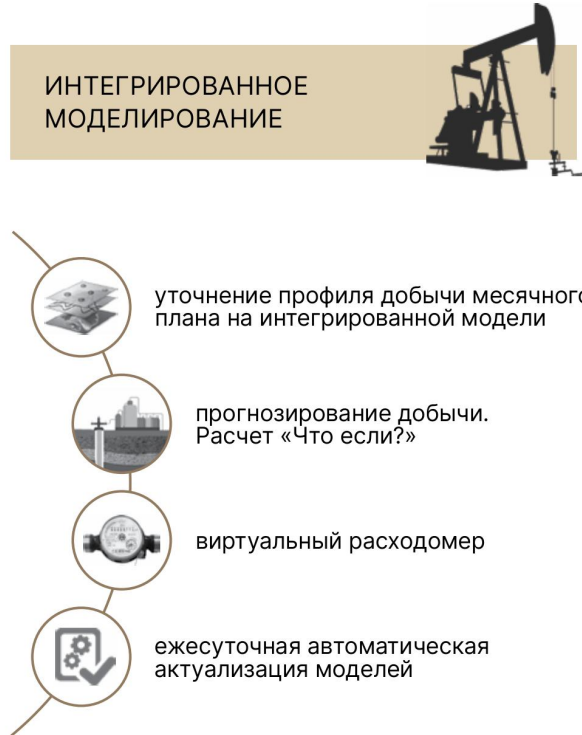 ИНТЕГРИРОВАННОЕ
МОДЕЛИРОВАНИЕ
уточнение профиля добычи месячного
плана на интегрированной модели
прогнозирование добычи.
Расчет «Что если?»
виртуальный расходомер
ежесуточная автоматическая
актуализация моделей